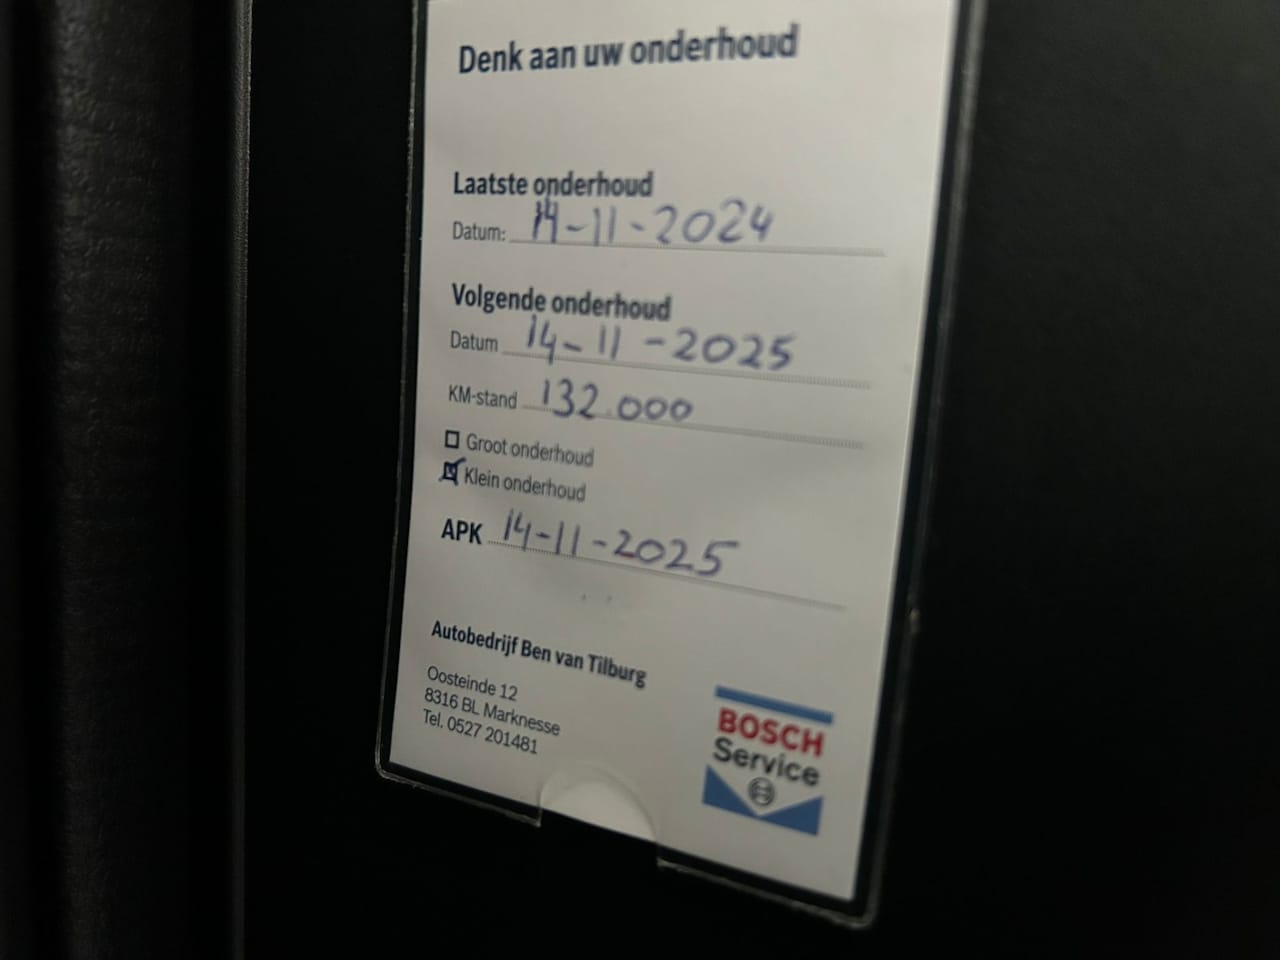 Denk aan uw onderhoud
Laatste onderhoud
Datum: 14-11-2024
Volgende onderhoud
Datum 14-11-2025
KM-stand 132.000
Groot onderhoud
Klein onderhoud
APK 14-11-2025
Autobedrijf Ben van Tilburg
Oosteinde 12
8316 BL Marknesse
Tel. 0527 201481
BOSCH
Service